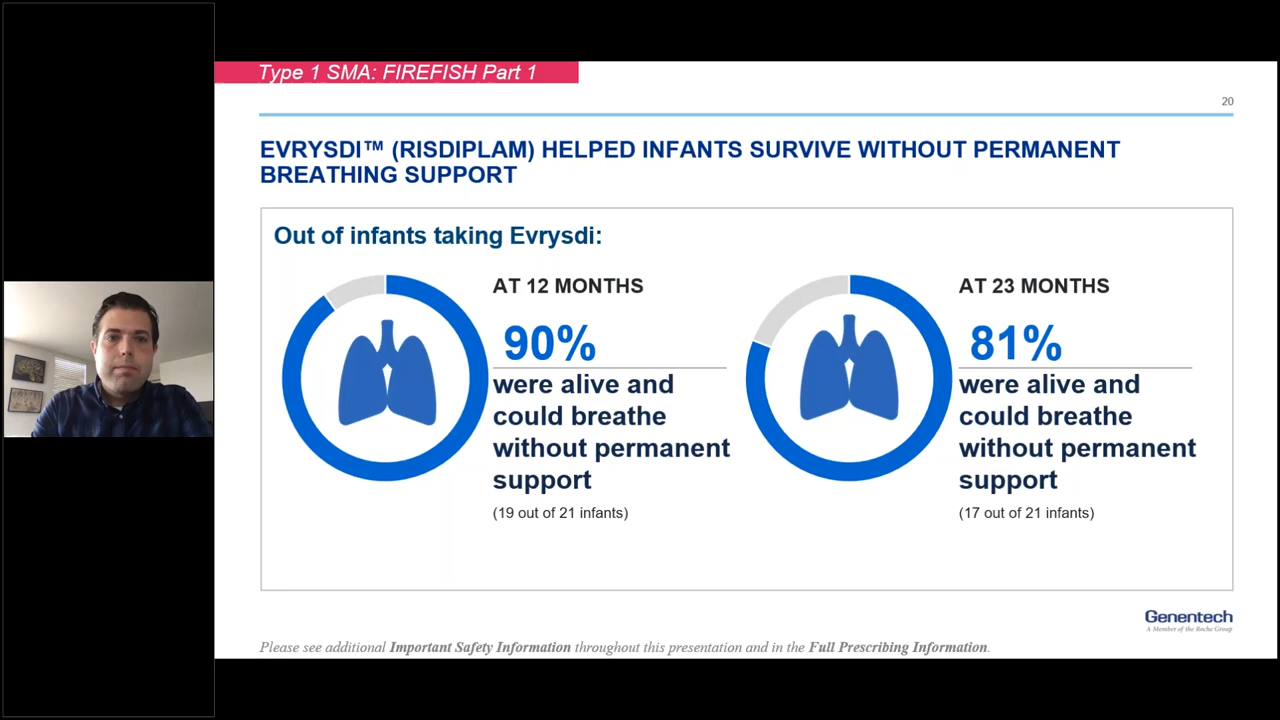 Type 1 SMA: FIREFISH Part 1
20
EVRYSDI™ (RISDIPLAM) HELPED INFANTS SURVIVE WITHOUT PERMANENT
BREATHING SUPPORT
Out of infants taking Evrysdi:
AT 12 MONTHS
90%
were alive and
could breathe
without permanent
support
(19 out of 21 infants)
AT 23 MONTHS
81%
were alive and
could breathe
without permanent
support
(17 out of 21 infants)
Genentech
A Member of the Roche Group
Please see additional Important Safety Information throughout this presentation and in the Full Prescribing Information.